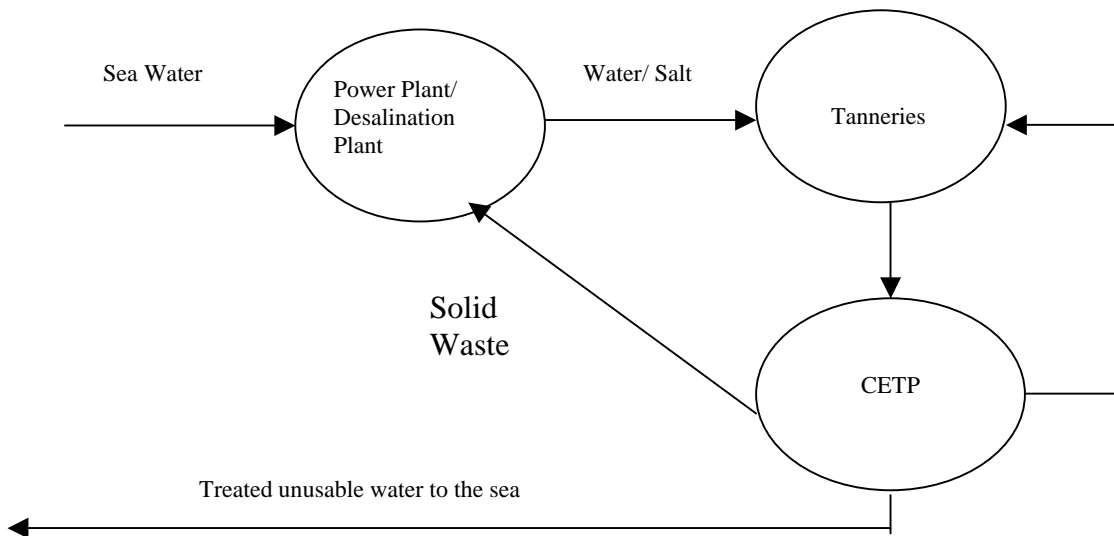 Sea Water
Water/ Salt
Power Plant/
Desalination
Plant
Tanneries
Solid
Waste
CETP
Treated unusable water to the sea